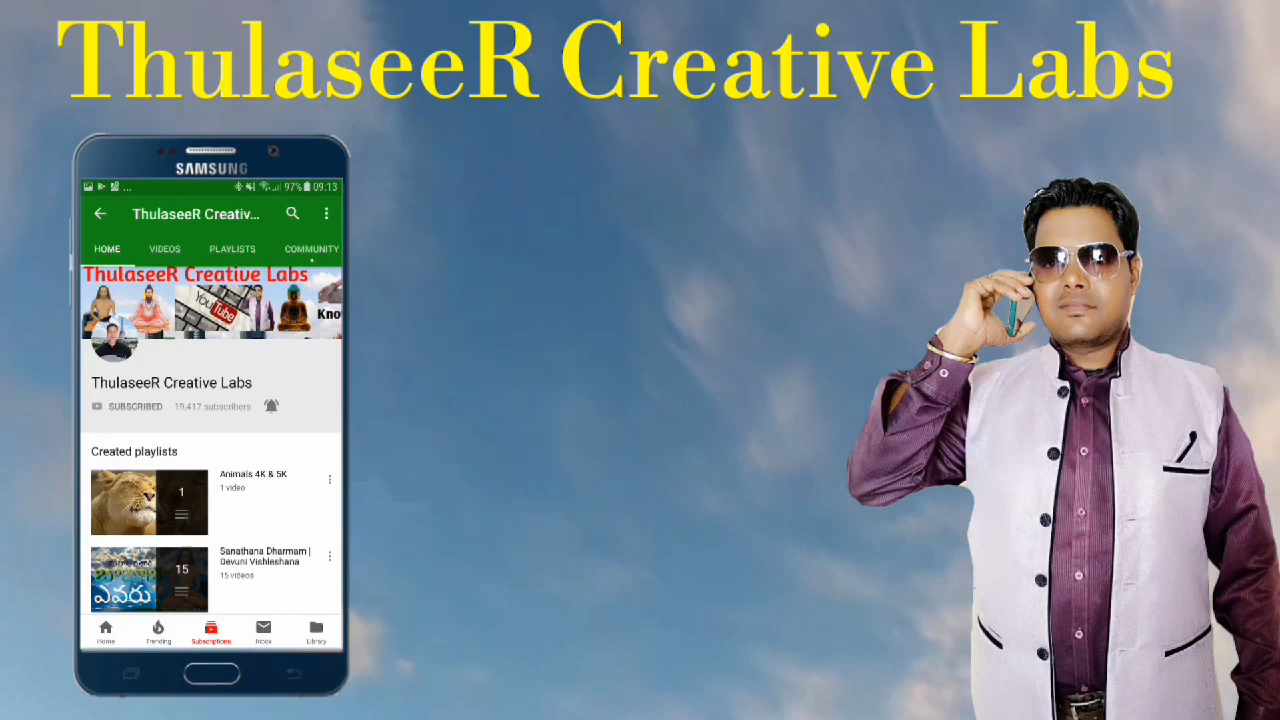 ThulaseeR Creative Labs
SAMSUNG
... 97% 09:13
ThulaseeR Creativ...
HOME VIDEOS PLAYLISTS COMMUNITY
ThulaseeR Creative Labs
YouTube
Kno
ThulaseeR Creative Labs
SUBSCRIBED 19,417 subscribers
Created playlists
1
Animals 4K & 5K
1 video
15
ఎవరు
Sanathana Dharmam |
Devuni Vishleshana
15 videos
Home Trending Subscriptions Inbox Library